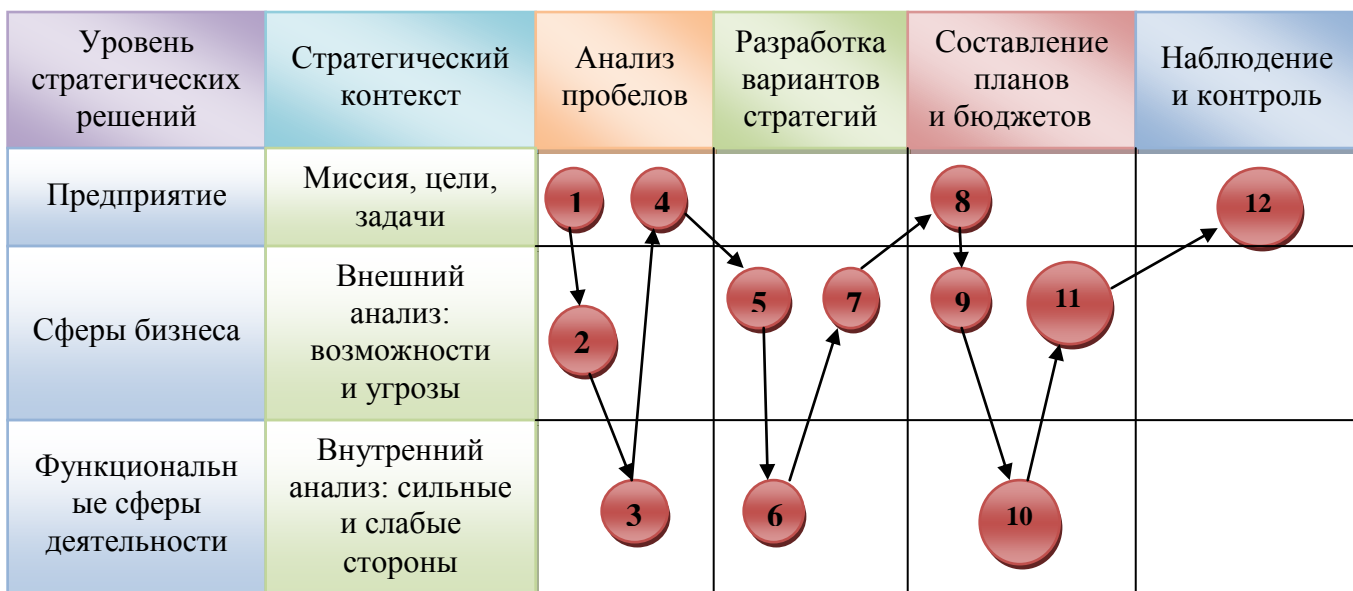 Уровень
стратегических
решений
Стратегический
контекст
Анализ
пробелов
Разработка
вариантов
стратегий
Составление
планов
и бюджетов
Наблюдение
и контроль
Предприятие
Миссия, цели,
задачи
1
4
8
12
Сферы бизнеса
Внешний
анализ:
возможности
и угрозы
2
5
7
9
11
Функциональн
ые сферы
деятельности
Внутренний
анализ: сильные
и слабые
стороны
3
6
10